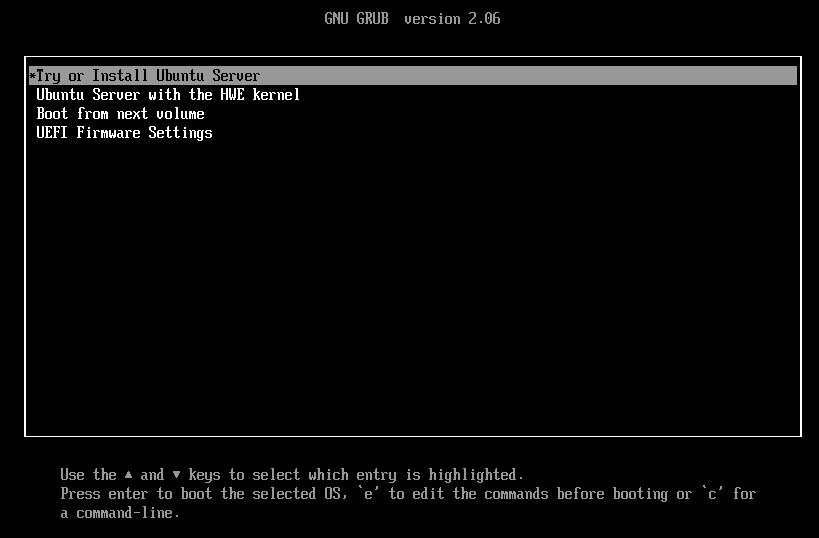 GNU GRUB  version 2.06
*Try or Install Ubuntu Server
Ubuntu Server with the HWE kernel
Boot from next volume
UEFI Firmware Settings
Use the ▲ and ▼ keys to select which entry is highlighted.
Press enter to boot the selected OS, `e' to edit the commands before booting or `c' for
a command-line.